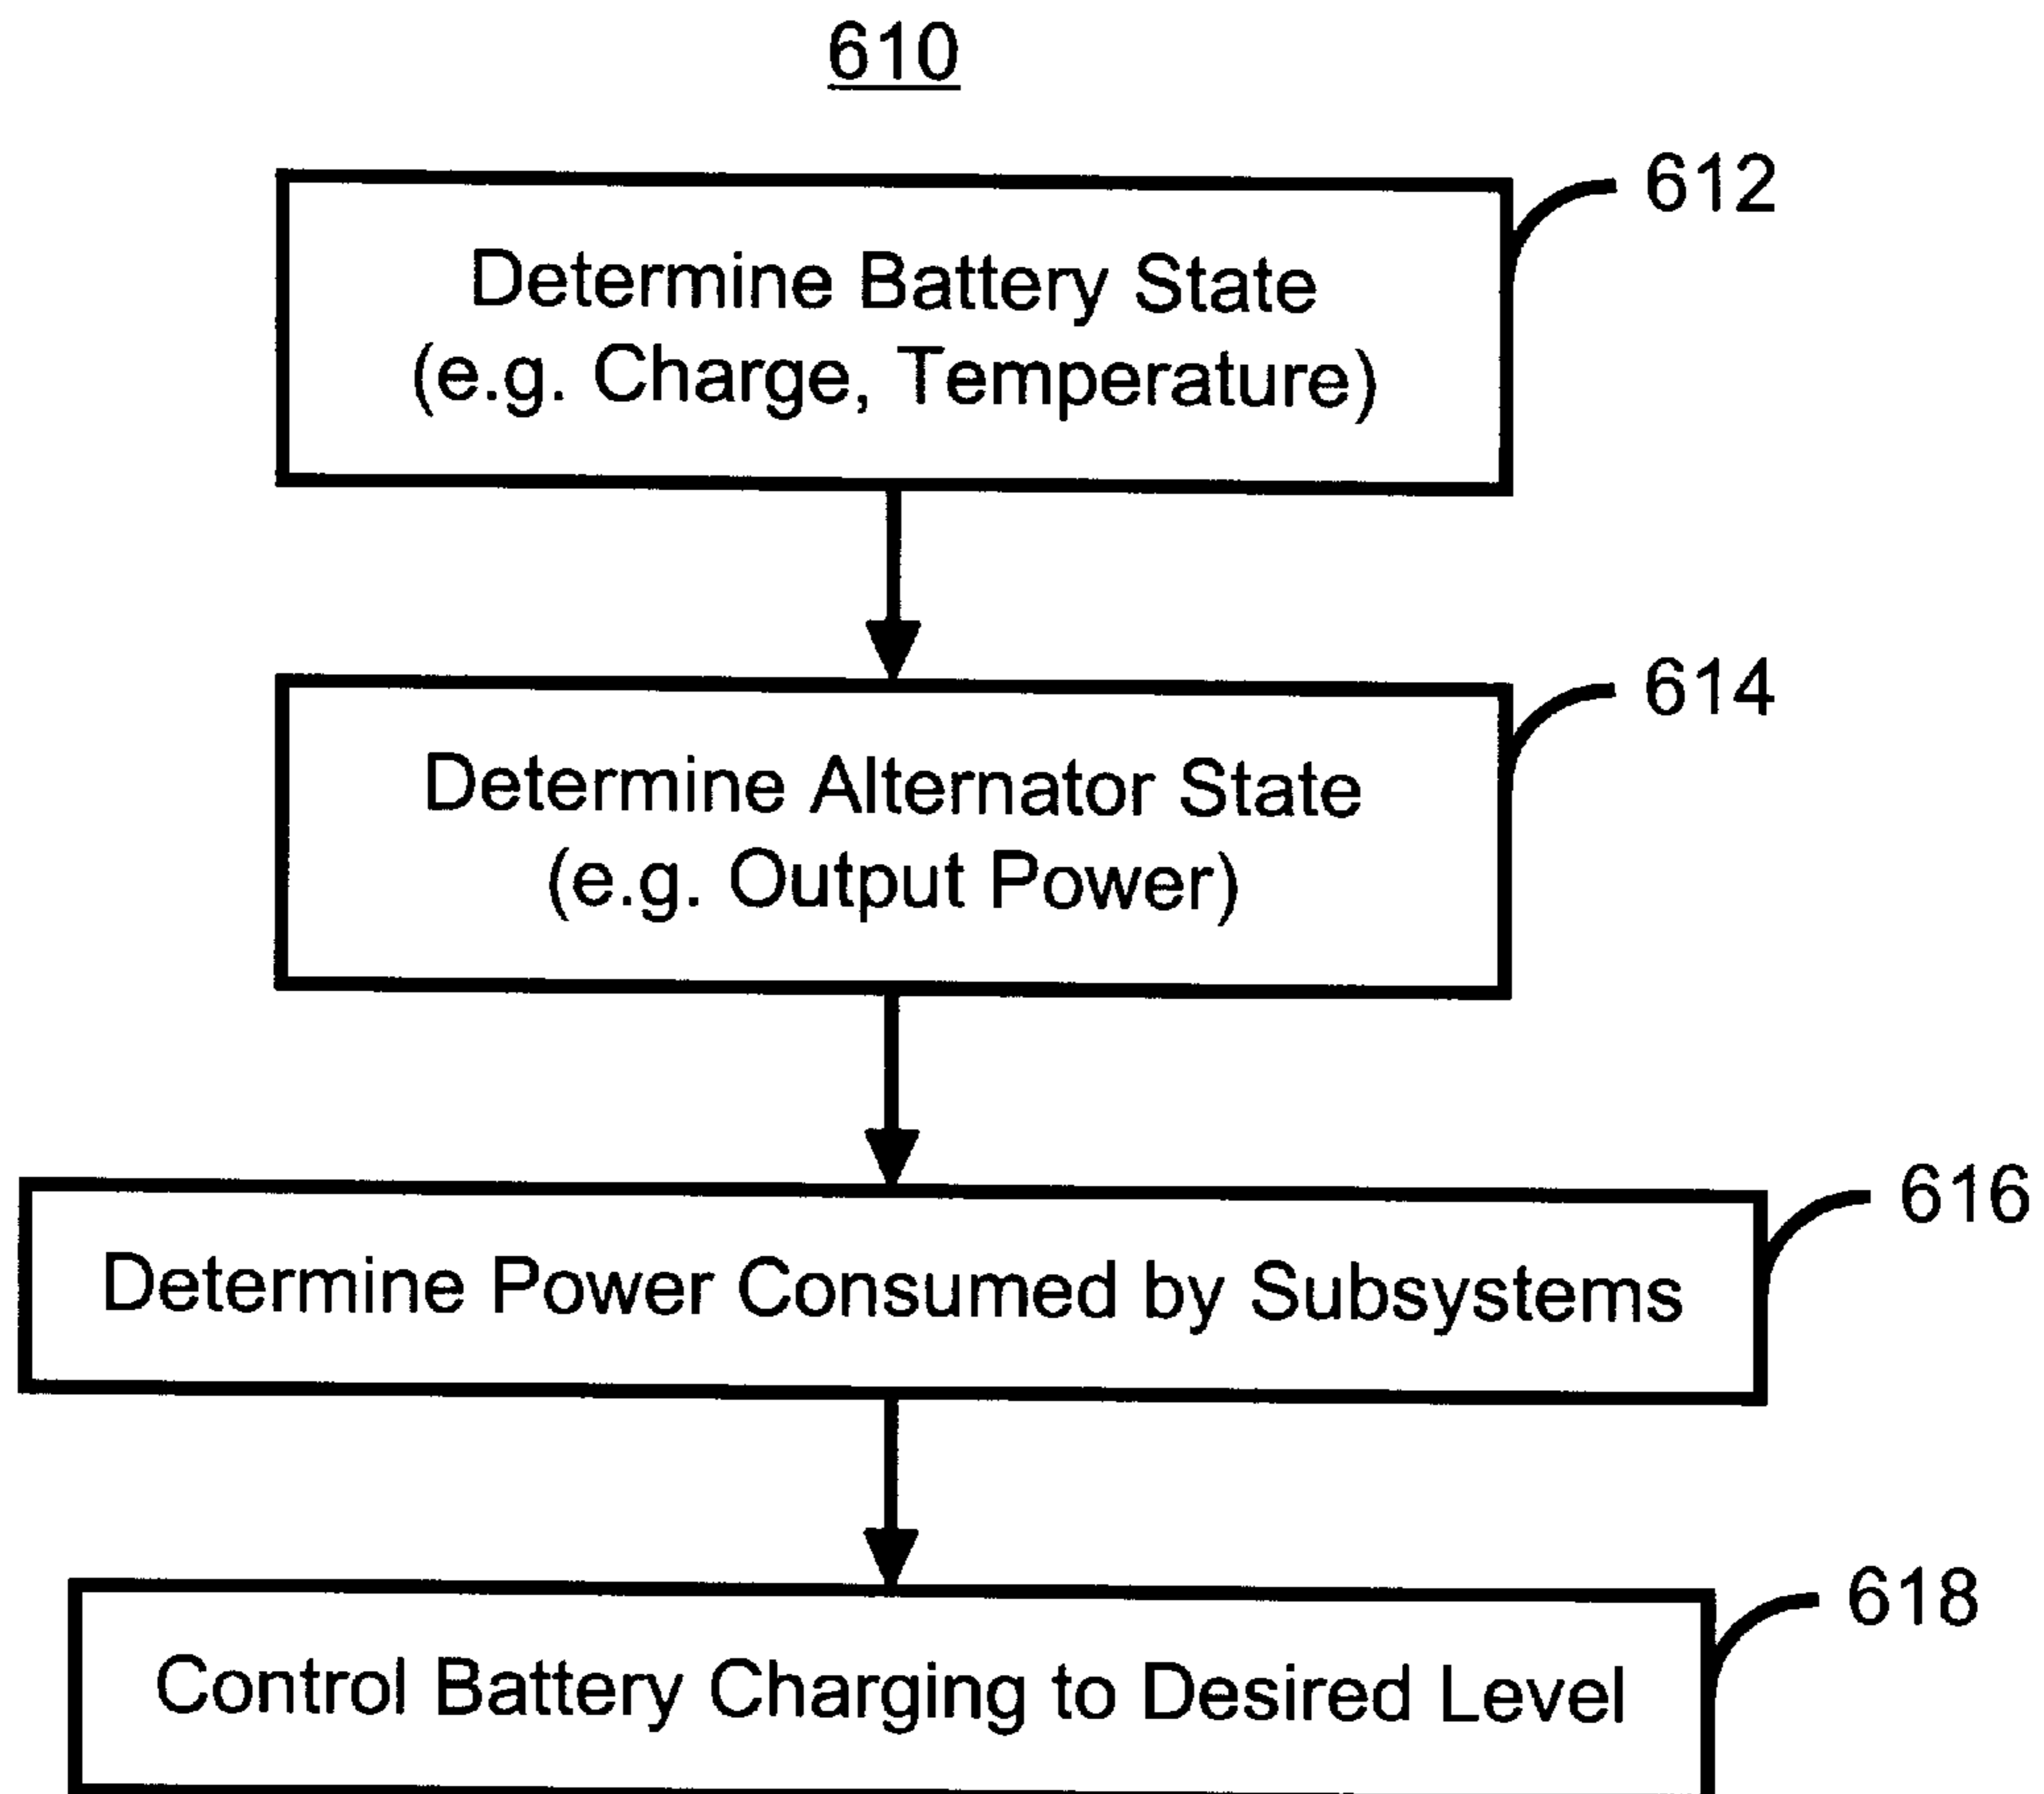 610
612
Determine Battery State
(e.g. Charge, Temperature)
614
Determine Alternator State
(e.g. Output Power)
616
Determine Power Consumed by Subsystems
618
Control Battery Charging to Desired Level